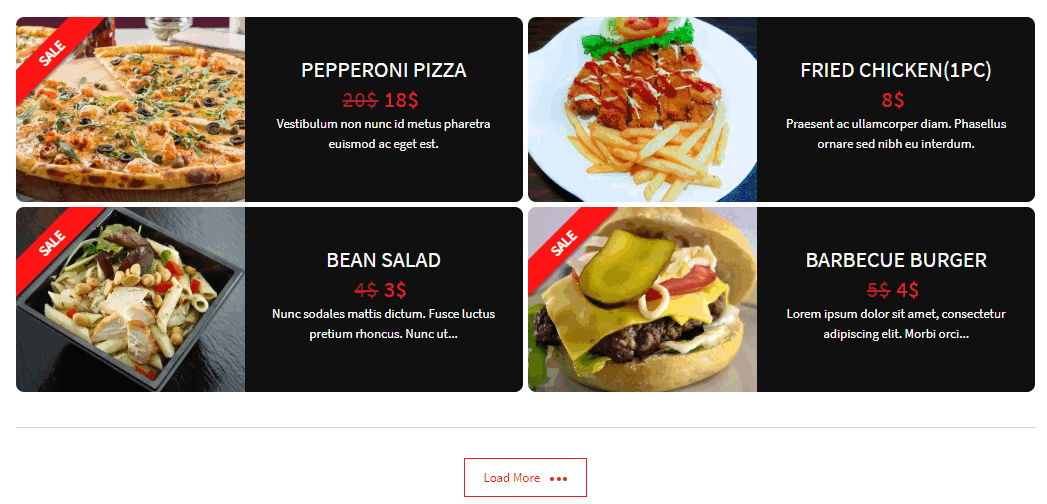 SALE
PEPPERONI PIZZA
20$ 18$
Vestibulum non nunc id metus pharetra
euismod ac eget est.
FRIED CHICKEN(1PC)
8$
Praesent ac ullamcorper diam. Phasellus
ornare sed nibh eu interdum.
SALE
BEAN SALAD
4$ 3$
Nunc sodales mattis dictum. Fusce luctus
pretium rhoncus. Nunc ut...
SALE
BARBECUE BURGER
5$ 4$
Lorem ipsum dolor sit amet, consectetur
adipiscing elit. Morbi orci...
Load More